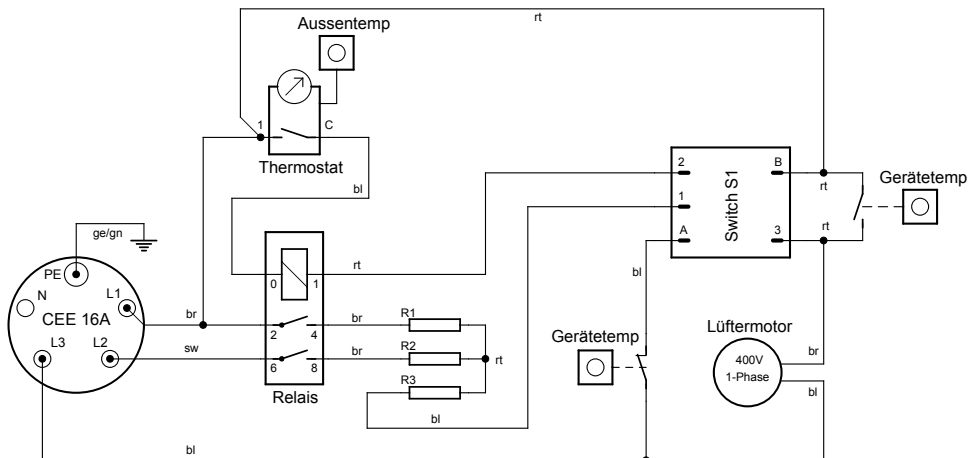 rt
Aussentemp
1
C
Thermostat
bl
2
B
1
Switch S1
A
3
rt
Gerätetemp
rt
ge/gn
PE
N
L1
CEE 16A
L3
L2
br
sw
0
1
rt
2
4
br
R1
6
8
br
R2
rt
R3
bl
Relais
bl
Gerätetemp
Lüftermotor
400V
1-Phase
br
bl
bl